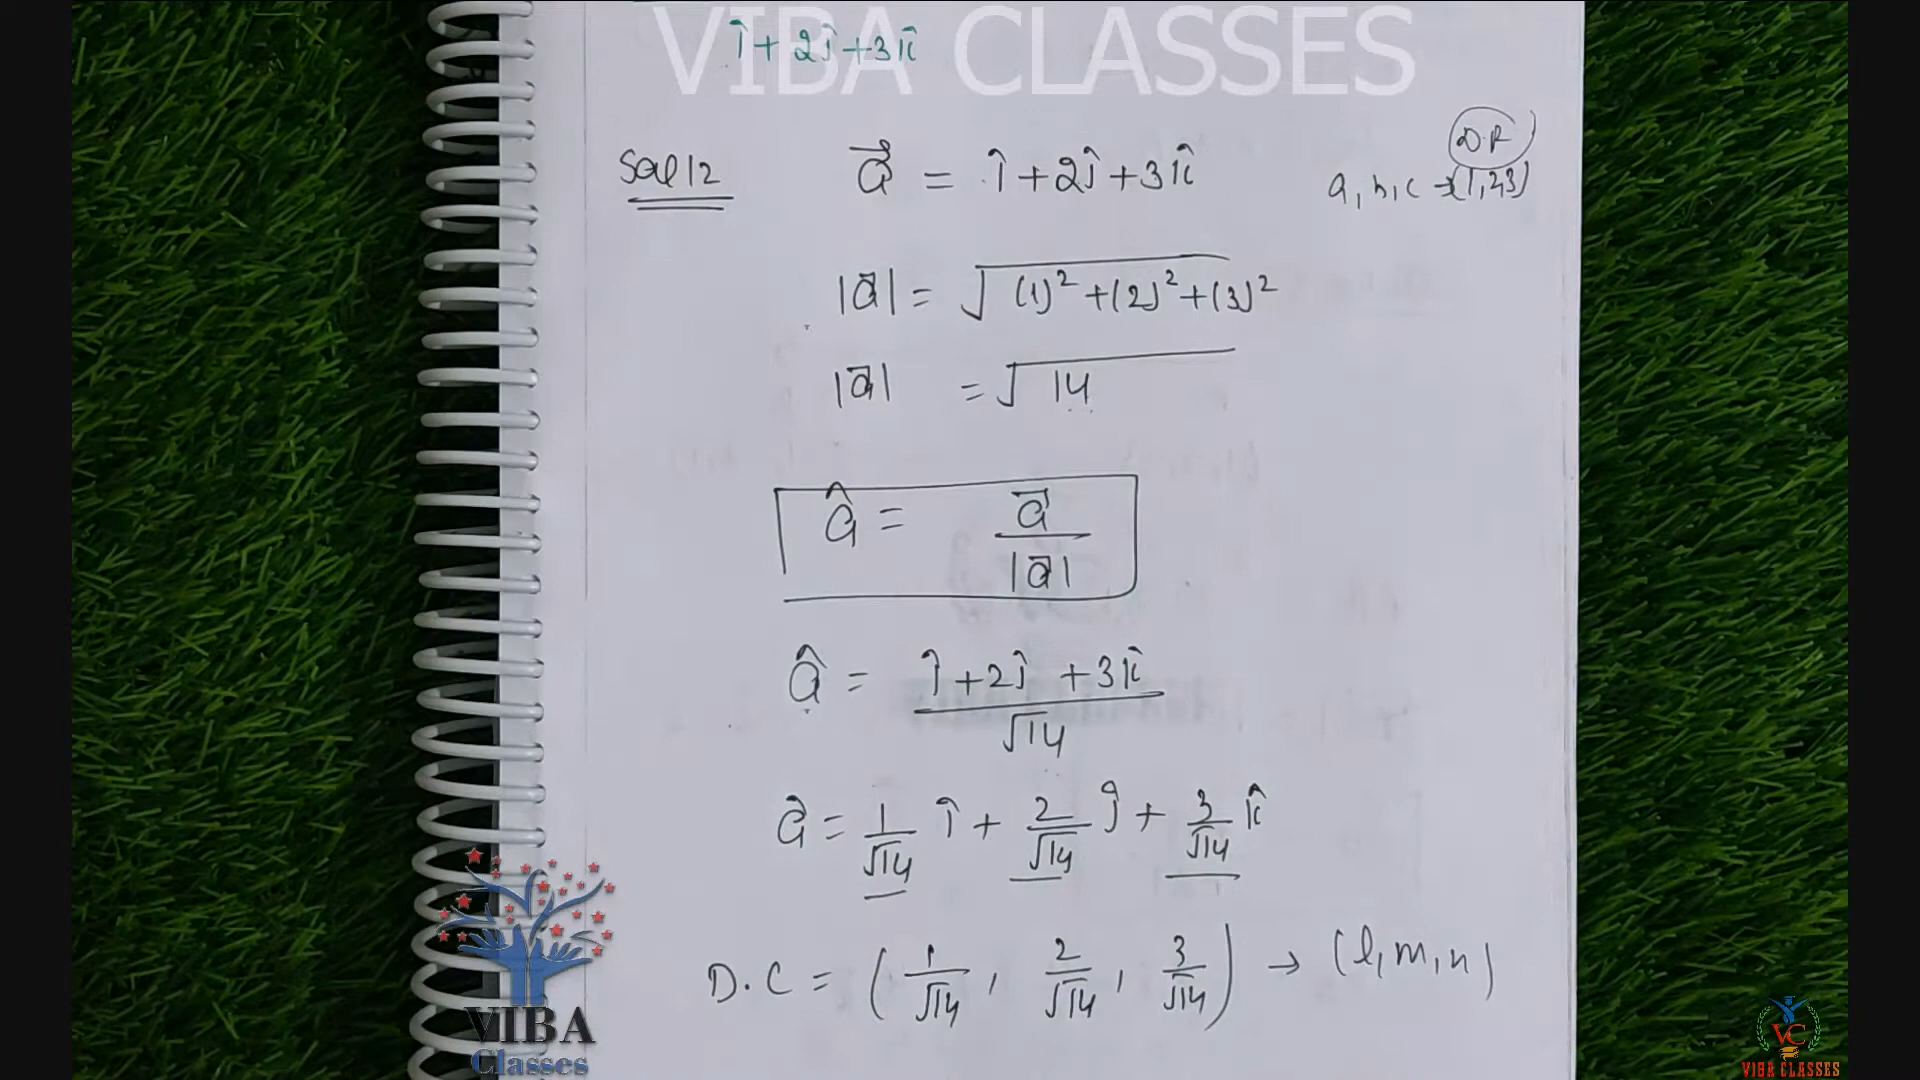 VIBA CLASSES
î + 2ĵ + 3k̂
D.R
Sol 12 a⃗ = î + 2ĵ + 3k̂ a, b, c → (1, 2, 3)
|a⃗| = √(1)² + (2)² + (3)²
|a⃗| = √14
â = a⃗ / |a⃗|
â = î + 2ĵ + 3k̂ / √14
â = 1/√14 î + 2/√14 ĵ + 3/√14 k̂
D.C = (1/√14, 2/√14, 3/√14) → (l, m, n)
VIBA
Classes
VC
VIBA CLASSES